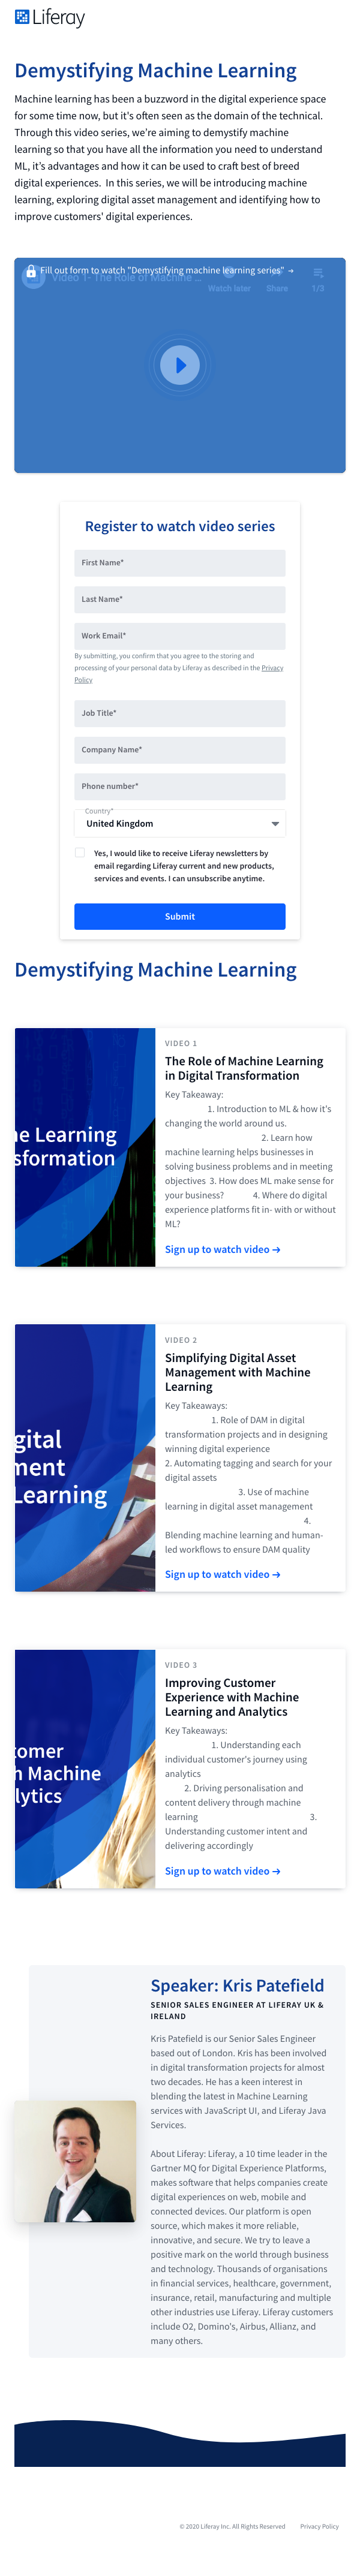 Liferay
Demystifying Machine Learning
Machine learning has been a buzzword in the digital experience space
for some time now, but it's often seen as the domain of the technical.
Through this video series, we're aiming to demystify machine
learning so that you have all the information you need to understand
ML, it's advantages and how it can be used to craft best of breed
digital experiences. In this series, we will be introducing machine
learning, exploring digital asset management and identifying how to
improve customers' digital experiences.
Fill out form to watch "Demystifying machine learning series" →
Video 1- The Role of Machine ...
Watch later Share 1/3
Register to watch video series
First Name*
Last Name*
Work Email*
By submitting, you confirm that you agree to the storing and
processing of your personal data by Liferay as described in the Privacy
Policy
Job Title*
Company Name*
Phone number*
Country*
United Kingdom
Yes, I would like to receive Liferay newsletters by
email regarding Liferay current and new products,
services and events. I can unsubscribe anytime.
Submit
Demystifying Machine Learning
ne Learning
sformation
VIDEO 1
The Role of Machine Learning
in Digital Transformation
Key Takeaway:
1. Introduction to ML & how it's
changing the world around us.
2. Learn how
machine learning helps businesses in
solving business problems and in meeting
objectives 3. How does ML make sense for
your business? 4. Where do digital
experience platforms fit in- with or without
ML?
Sign up to watch video →
gital
ment
Learning
VIDEO 2
Simplifying Digital Asset
Management with Machine
Learning
Key Takeaways:
1. Role of DAM in digital
transformation projects and in designing
winning digital experience
2. Automating tagging and search for your
digital assets
3. Use of machine
learning in digital asset management
4.
Blending machine learning and human-
led workflows to ensure DAM quality
Sign up to watch video →
tomer
h Machine
lytics
VIDEO 3
Improving Customer
Experience with Machine
Learning and Analytics
Key Takeaways:
1. Understanding each
individual customer's journey using
analytics
2. Driving personalisation and
content delivery through machine
learning 3.
Understanding customer intent and
delivering accordingly
Sign up to watch video →
Speaker: Kris Patefield
SENIOR SALES ENGINEER AT LIFERAY UK &
IRELAND
Kris Patefield is our Senior Sales Engineer
based out of London. Kris has been involved
in digital transformation projects for almost
two decades. He has a keen interest in
blending the latest in Machine Learning
services with JavaScript UI, and Liferay Java
Services.
About Liferay: Liferay, a 10 time leader in the
Gartner MQ for Digital Experience Platforms,
makes software that helps companies create
digital experiences on web, mobile and
connected devices. Our platform is open
source, which makes it more reliable,
innovative, and secure. We try to leave a
positive mark on the world through business
and technology. Thousands of organisations
in financial services, healthcare, government,
insurance, retail, manufacturing and multiple
other industries use Liferay. Liferay customers
include O2, Domino's, Airbus, Allianz, and
many others.
© 2020 Liferay Inc. All Rights Reserved Privacy Policy